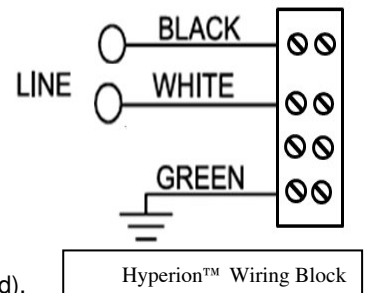 BLACK
LINE
WHITE
GREEN
d).
Hyperion™ Wiring Block